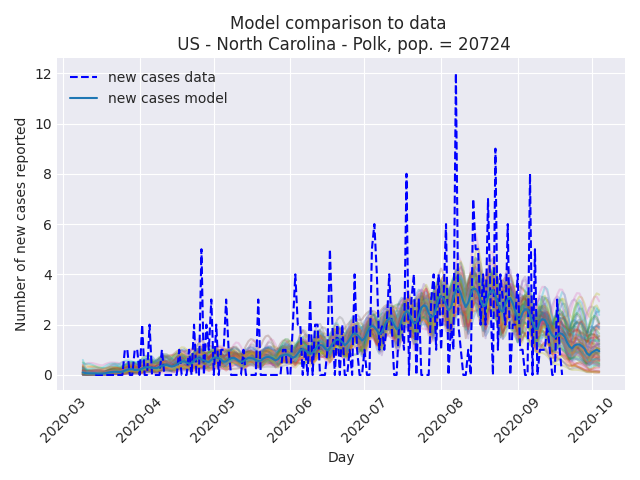 Model comparison to data
US - North Carolina - Polk, pop. = 20724
new cases data
new cases model
Number of new cases reported
12
10
8
6
4
2
0
2020-03
2020-04
2020-05
2020-06
2020-07
2020-08
2020-09
2020-10
Day